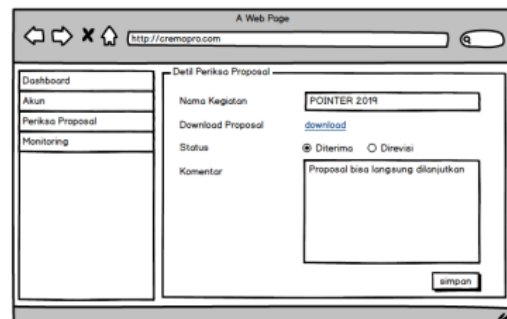 A Web Page
http://cremopro.com
Dashboard
Akun
Periksa Proposal
Monitoring
Detil Periksa Proposal
Nama Kegiatan
POINTER 2019
Download Proposal
download
Status
Diterima
Direvisi
Komentar
Proposal bisa langsung dilanjutkan
simpan